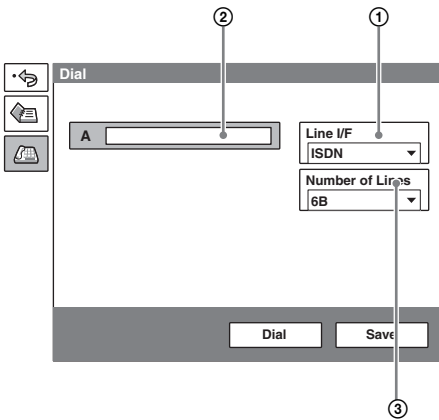 ② ①
Dial
A
Line I/F
ISDN
Number of Lines
6B
Dial Save
③